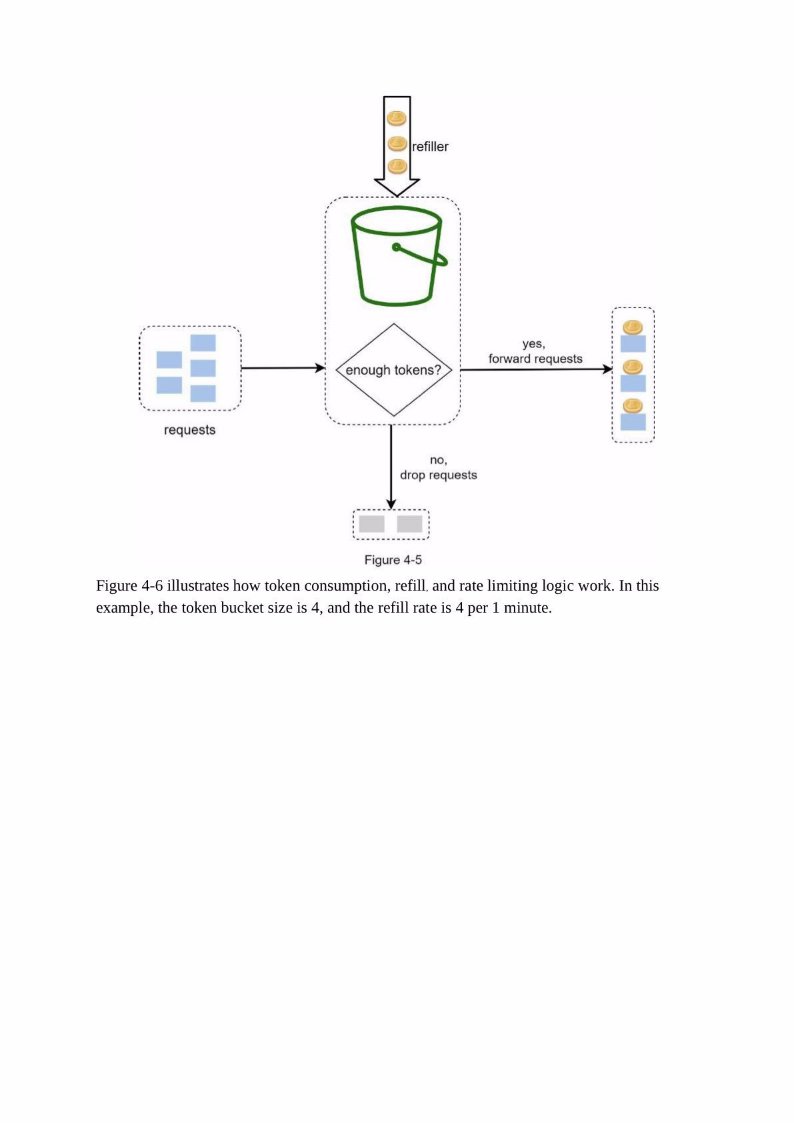 refiller
enough tokens?
yes,
forward requests
requests
no,
drop requests
Figure 4-5
Figure 4-6 illustrates how token consumption, refill, and rate limiting logic work. In this
example, the token bucket size is 4, and the refill rate is 4 per 1 minute.